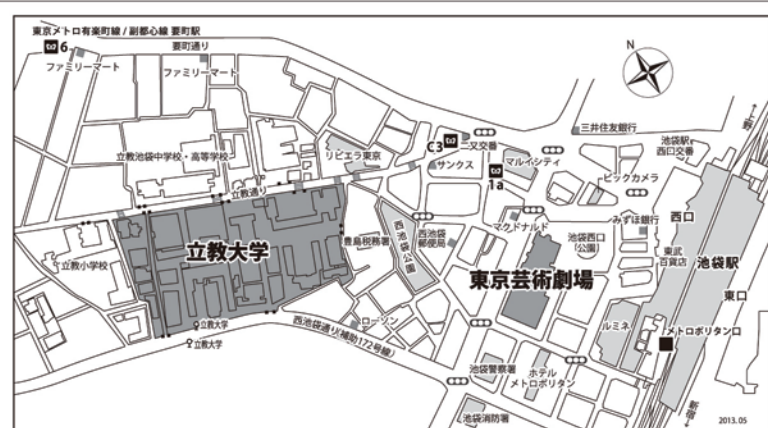 東京メトロ有楽町線 / 副都心線 要町駅
6
要町通り
ファミリーマート
ファミリーマート
N
三井住友銀行
上野
C3
二又交番
池袋駅
西口交番
立教池袋中学校・高等学校
リビエラ東京
サンクス
マルイシティ
1a
ビックカメラ
立教通り
西口
みずほ銀行
マクドナルド
立教大学
豊島税務署
西池袋公園
西池袋
郵便局
池袋西口
公園
東武
百貨店
池袋駅
立教小学校
東京芸術劇場
東口
立教大学
立教大学
ローソン
西池袋通り(補助172号線)
ルミネ
メトロポリタン口
池袋警察署
ホテル
メトロポリタン
池袋消防署
新宿
2013.05